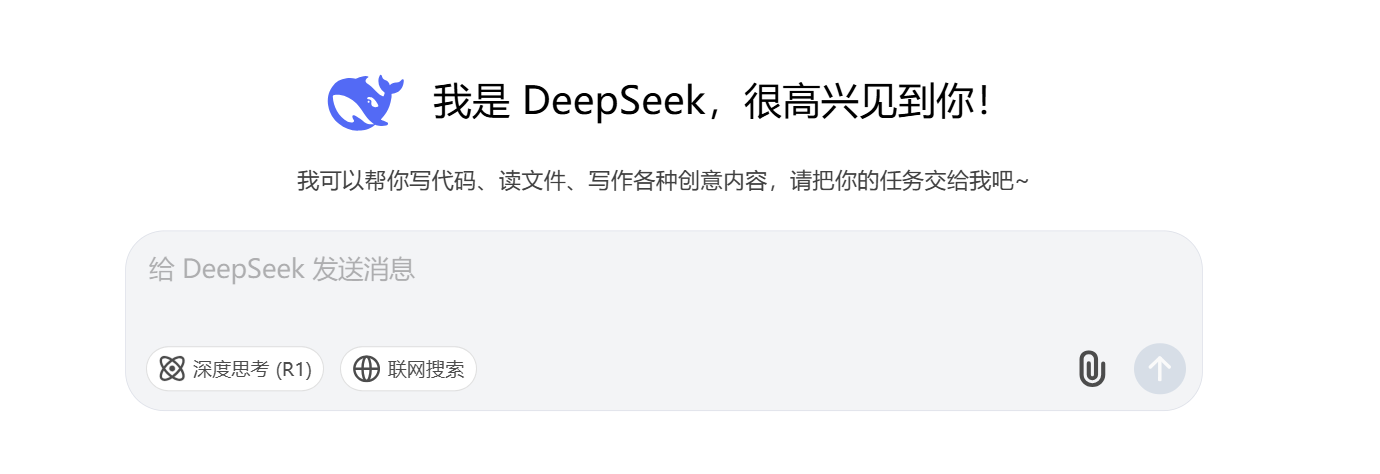 我是 DeepSeek，很高兴见到你！
我可以帮你写代码、读文件、写作各种创意内容，请把你的任务交给我吧~
给 DeepSeek 发送消息
深度思考 (R1) 联网搜索